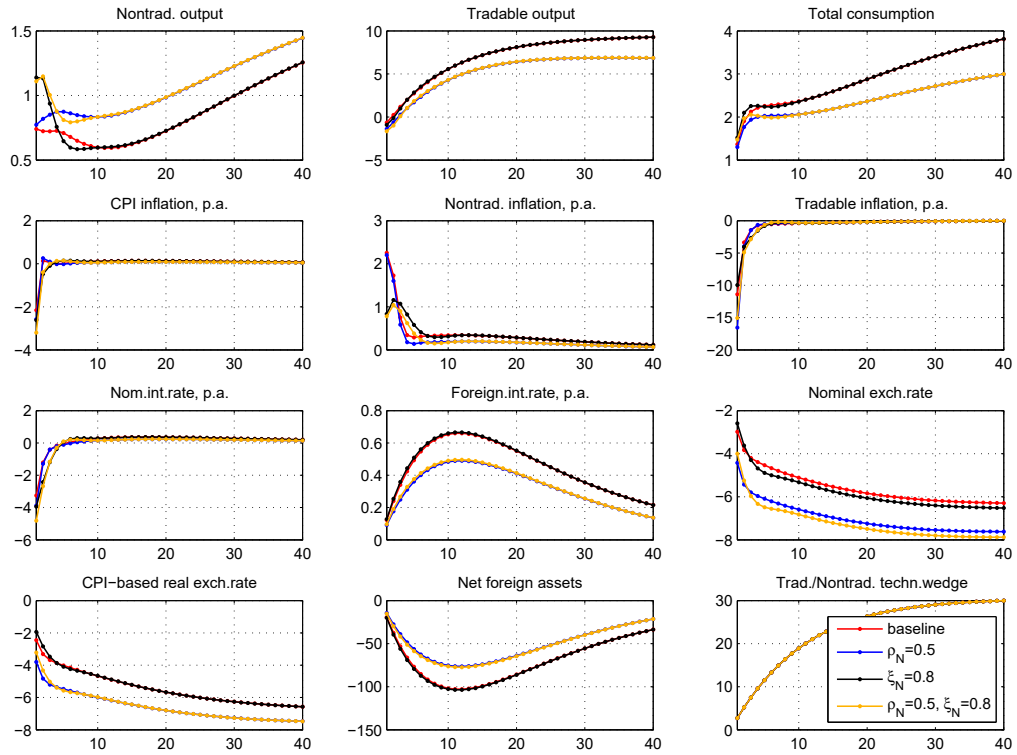 Nontrad. output
Tradable output
Total consumption
1.5
1
0.5
10 20 30 40
10
5
0
−5
10 20 30 40
4
3
2
1
10 20 30 40
CPI inflation, p.a.
Nontrad. inflation, p.a.
Tradable inflation, p.a.
2
0
−2
−4
10 20 30 40
3
2
1
0
10 20 30 40
0
−5
−10
−15
−20
10 20 30 40
Nom.int.rate, p.a.
Foreign.int.rate, p.a.
Nominal exch.rate
2
0
−2
−4
−6
10 20 30 40
0.8
0.6
0.4
0.2
0
10 20 30 40
−2
−4
−6
−8
10 20 30 40
CPI−based real exch.rate
Net foreign assets
Trad./Nontrad. techn.wedge
0
−2
−4
−6
−8
10 20 30 40
0
−50
−100
−150
10 20 30 40
30
20
10
0
10 20 30 40
baseline
ρN=0.5
ξN=0.8
ρN=0.5, ξN=0.8